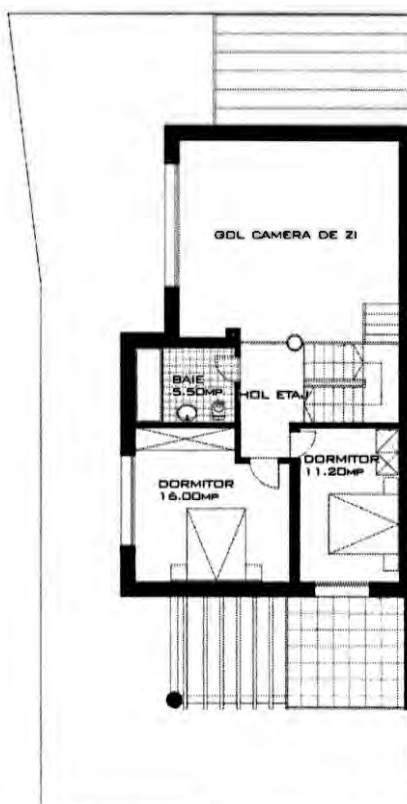 GOL CAMERA DE ZI
BAIE
5.50MP
HOL ETAJ
DORMITOR
11.20MP
DORMITOR
16.00MP